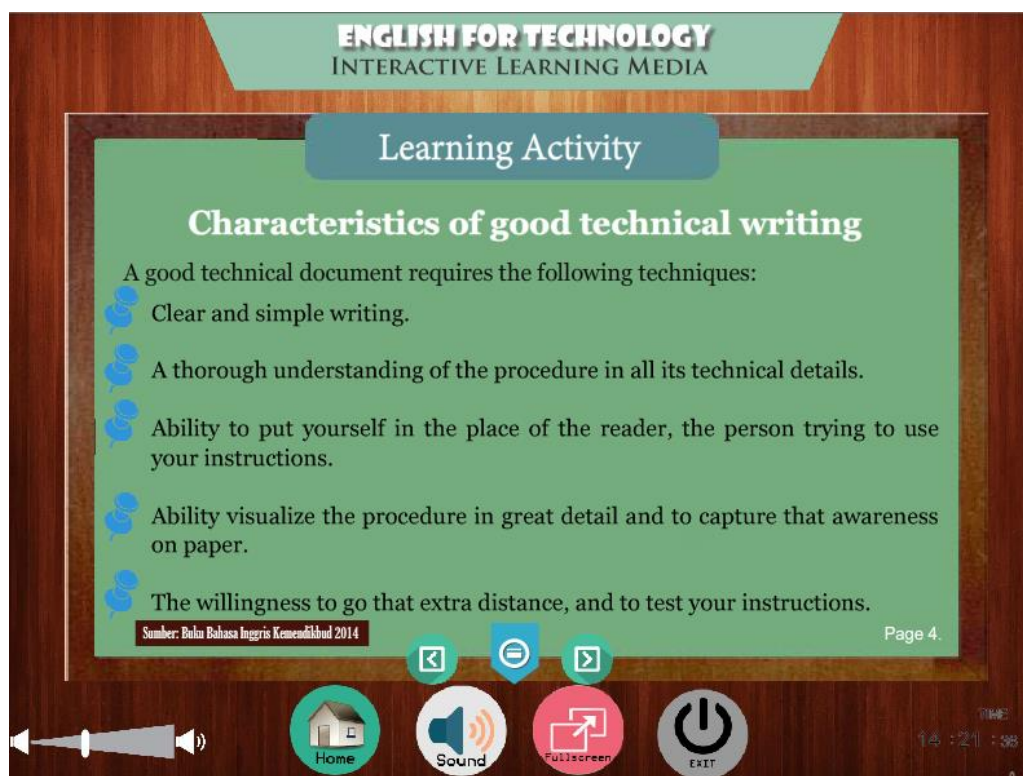 ENGLISH FOR TECHNOLOGY
INTERACTIVE LEARNING MEDIA
Learning Activity
Characteristics of good technical writing
A good technical document requires the following techniques:
Clear and simple writing.
A thorough understanding of the procedure in all its technical details.
Ability to put yourself in the place of the reader, the person trying to use
your instructions.
Ability visualize the procedure in great detail and to capture that awareness
on paper.
The willingness to go that extra distance, and to test your instructions.
Sumber: Buku Bahasa Inggris Kemendikbud 2014
Page 4.
Home
Sound
Fullscreen
EXIT
TIME
14 :21 : 38